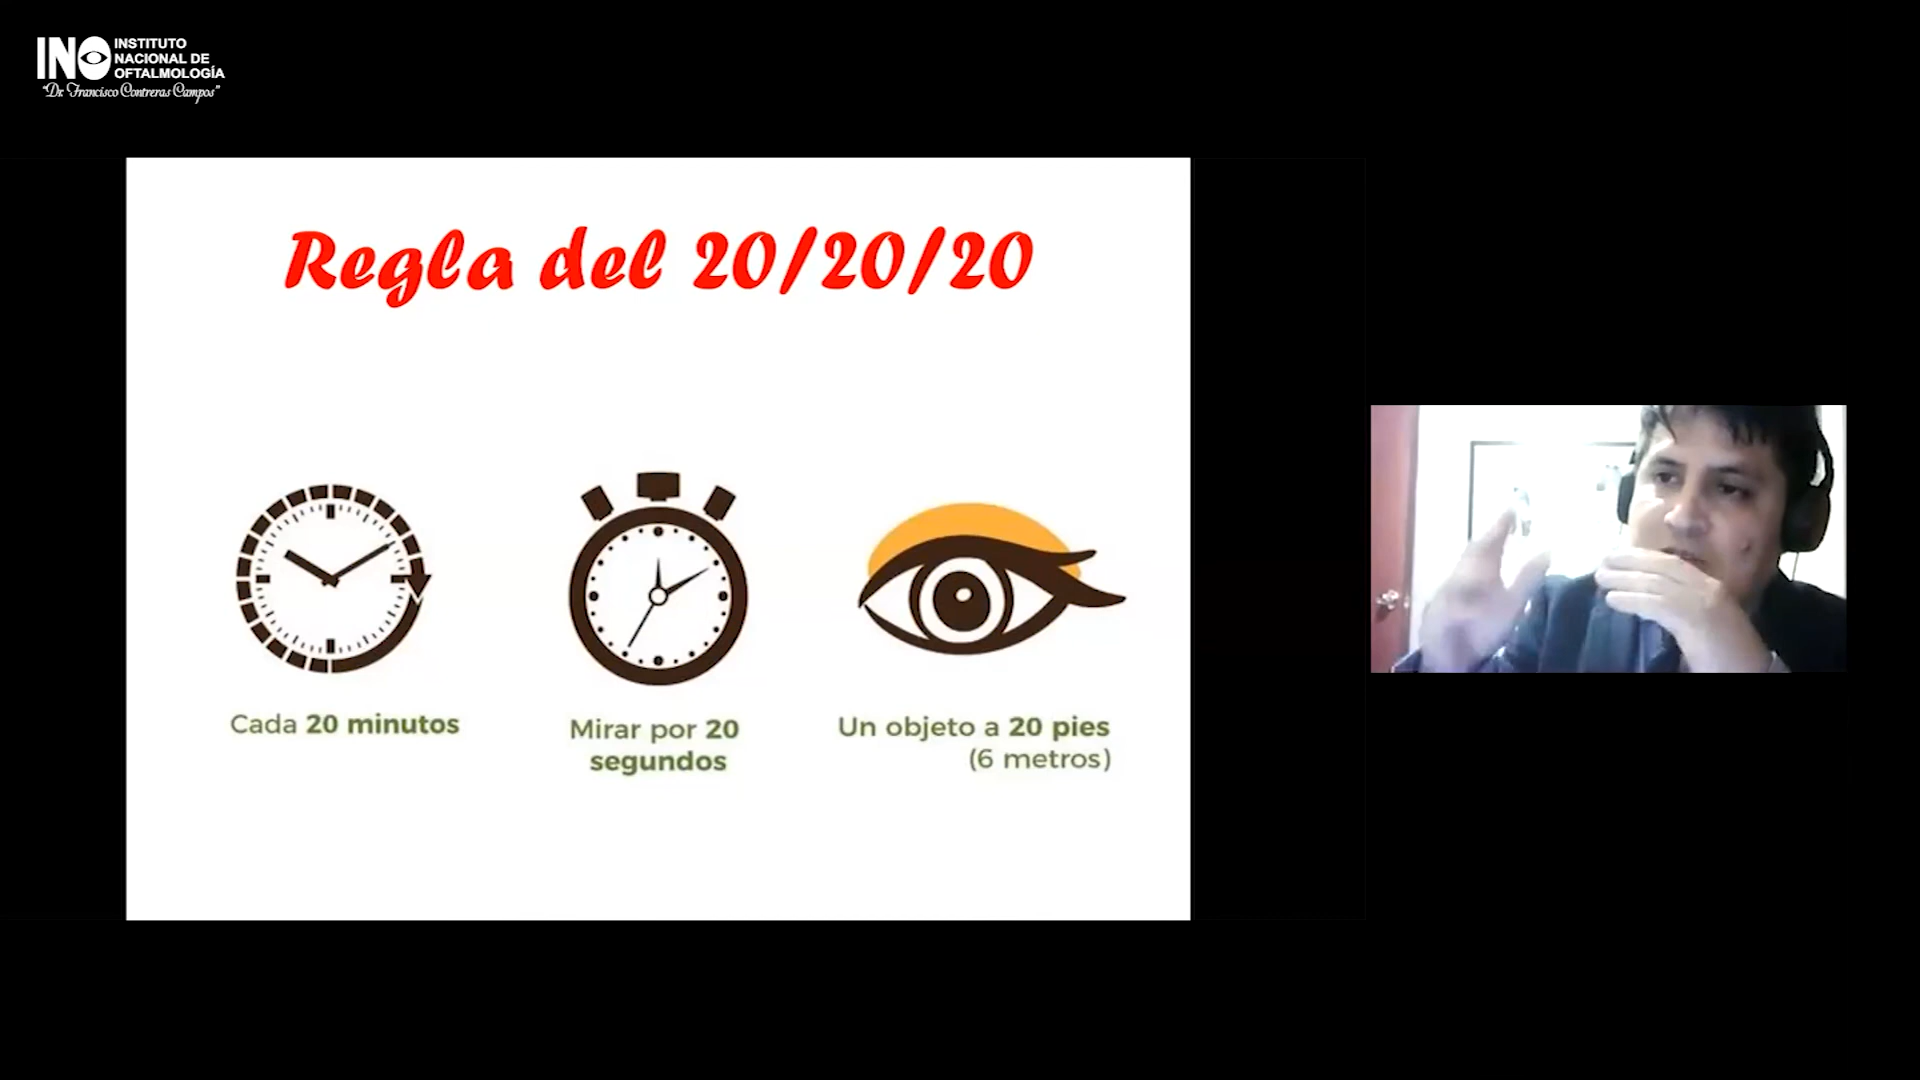 INO INSTITUTO
NACIONAL DE
OFTALMOLOGÍA
"Dr. Francisco Contreras Campos"
Regla del 20/20/20
Cada 20 minutos
Mirar por 20
segundos
Un objeto a 20 pies
(6 metros)